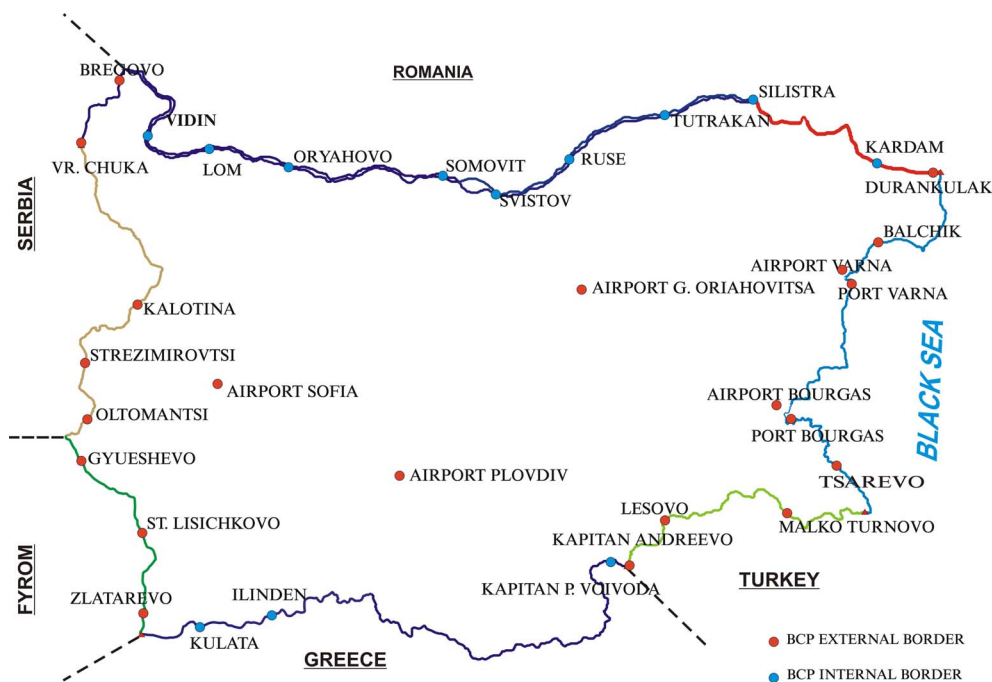 BREGOVO
ROMANIA
SILISTRA
VIDIN
TUTRAKAN
KARDAM
VR. CHUKA
LOM
ORYAHOVO
SOMOVIT
RUSE
DURANKULAK
SVISTOV
SERBIA
BALCHIK
AIRPORT VARNA
AIRPORT G. ORIAHOVITSA
PORT VARNA
KALOTINA
STREZIMIROVTSI
BLACK SEA
AIRPORT SOFIA
AIRPORT BOURGAS
OLTOMANTSI
PORT BOURGAS
GYUESHEVO
AIRPORT PLOVDIV
TSAREVO
LESOVO
ST. LISICHKOVO
MALKO TURNOVO
KAPITAN ANDREEVO
FYROM
TURKEY
KAPITAN P. VOIVODA
ZLATAREVO
ILINDEN
KULATA
GREECE
BCP EXTERNAL BORDER
BCP INTERNAL BORDER